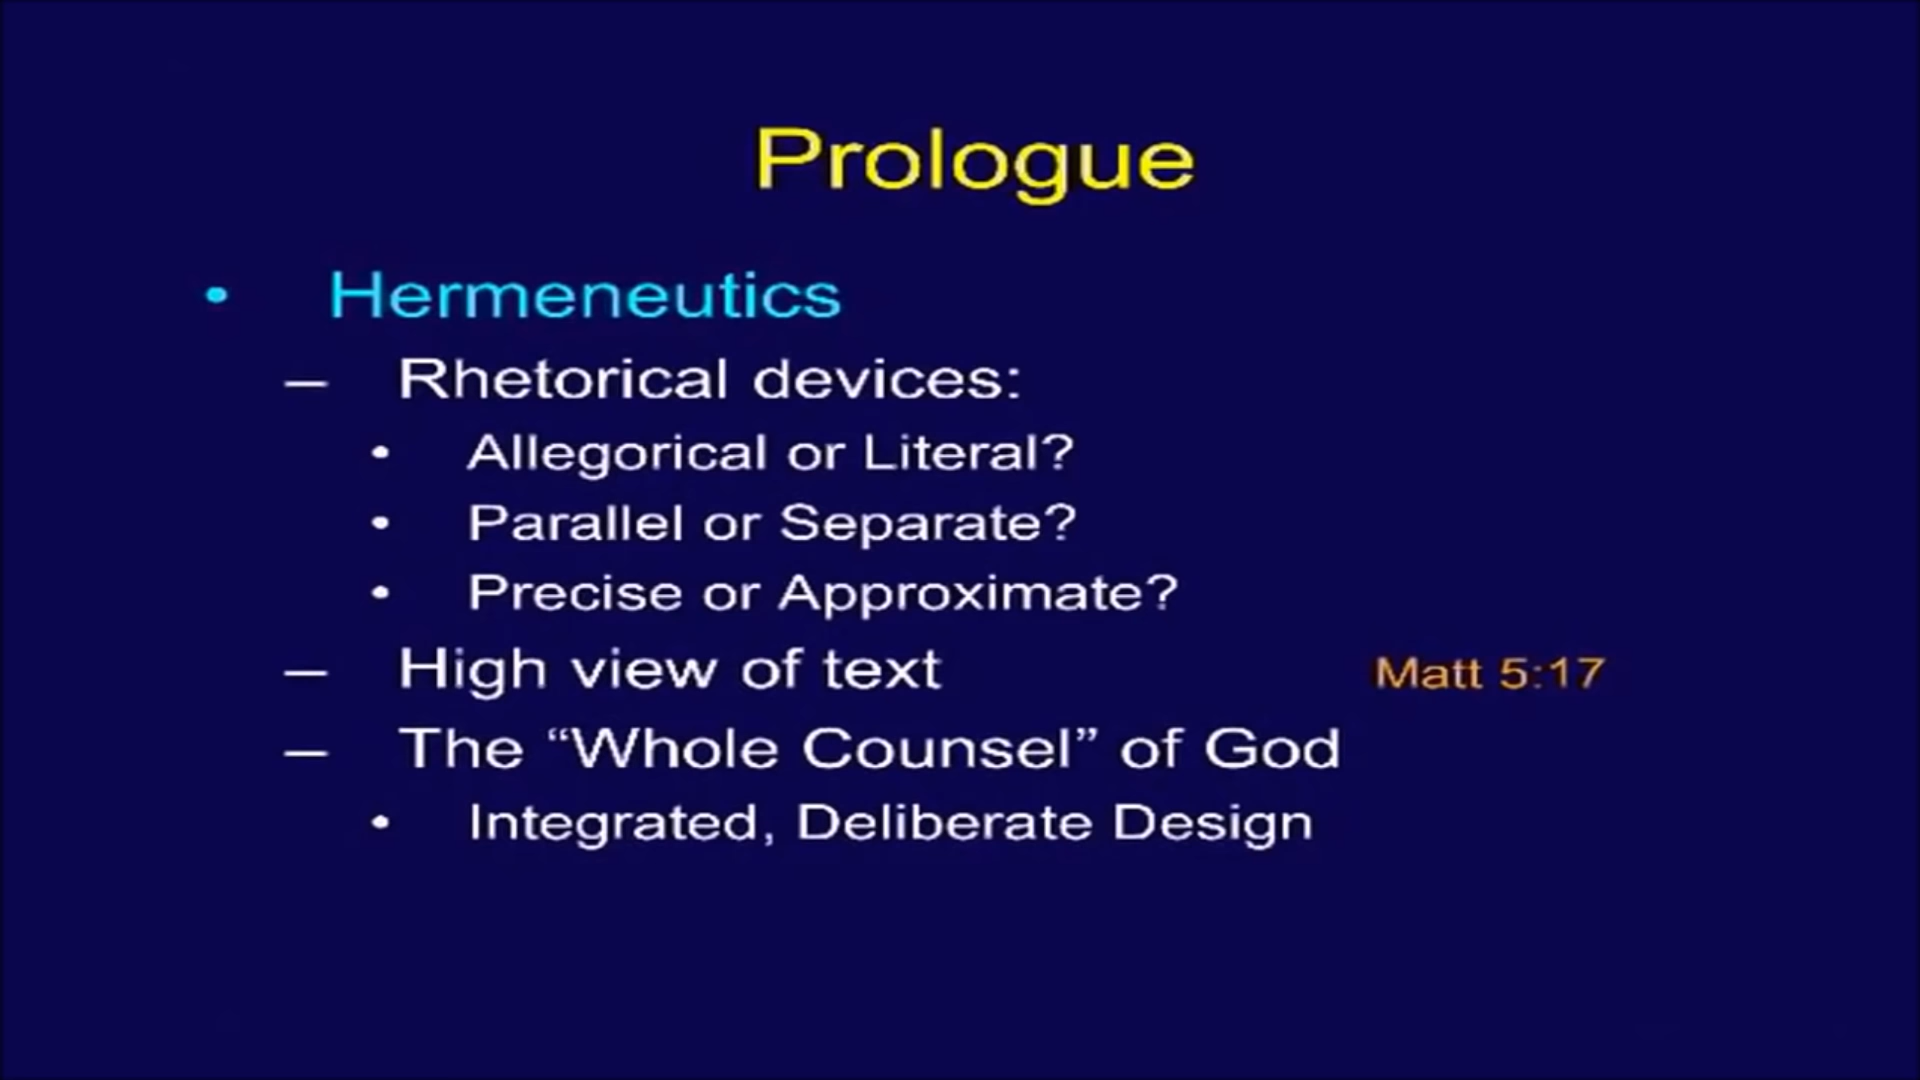 Prologue
• Hermeneutics
– Rhetorical devices:
• Allegorical or Literal?
• Parallel or Separate?
• Precise or Approximate?
– High view of text Matt 5:17
– The “Whole Counsel” of God
• Integrated, Deliberate Design